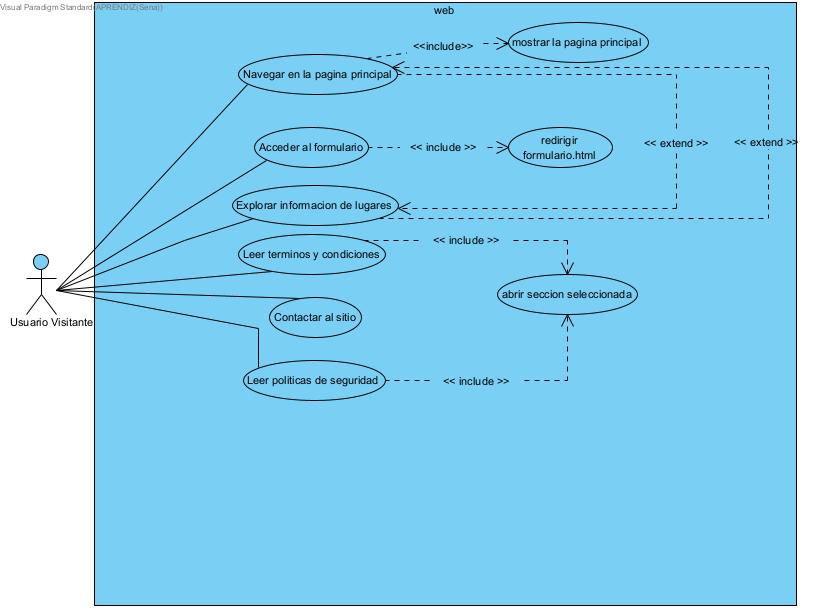 Visual Paradigm Standard(APRENDIZ(Sena))
web
<<include>>
mostrar la pagina principal
Navegar en la pagina principal
<< extend >>
<< extend >>
Acceder al formulario
<< include >>
redirigir
formulario.html
Explorar informacion de lugares
<< include >>
Leer terminos y condiciones
abrir seccion seleccionada
Contactar al sitio
Usuario Visitante
Leer politicas de seguridad
<< include >>